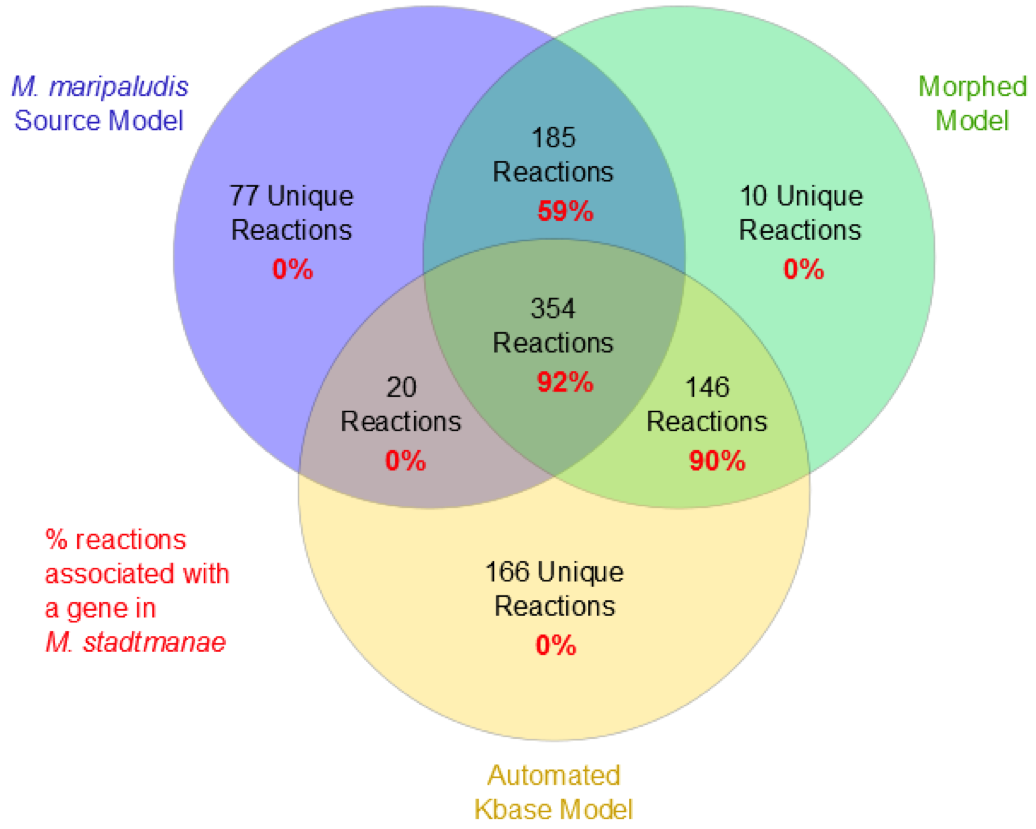 M. maripaludis
Source Model
Morphed
Model
185
Reactions
59%
77 Unique
Reactions
0%
10 Unique
Reactions
0%
354
Reactions
92%
20
Reactions
0%
146
Reactions
90%
% reactions
associated with
a gene in
M. stadtmanae
166 Unique
Reactions
0%
Automated
Kbase Model